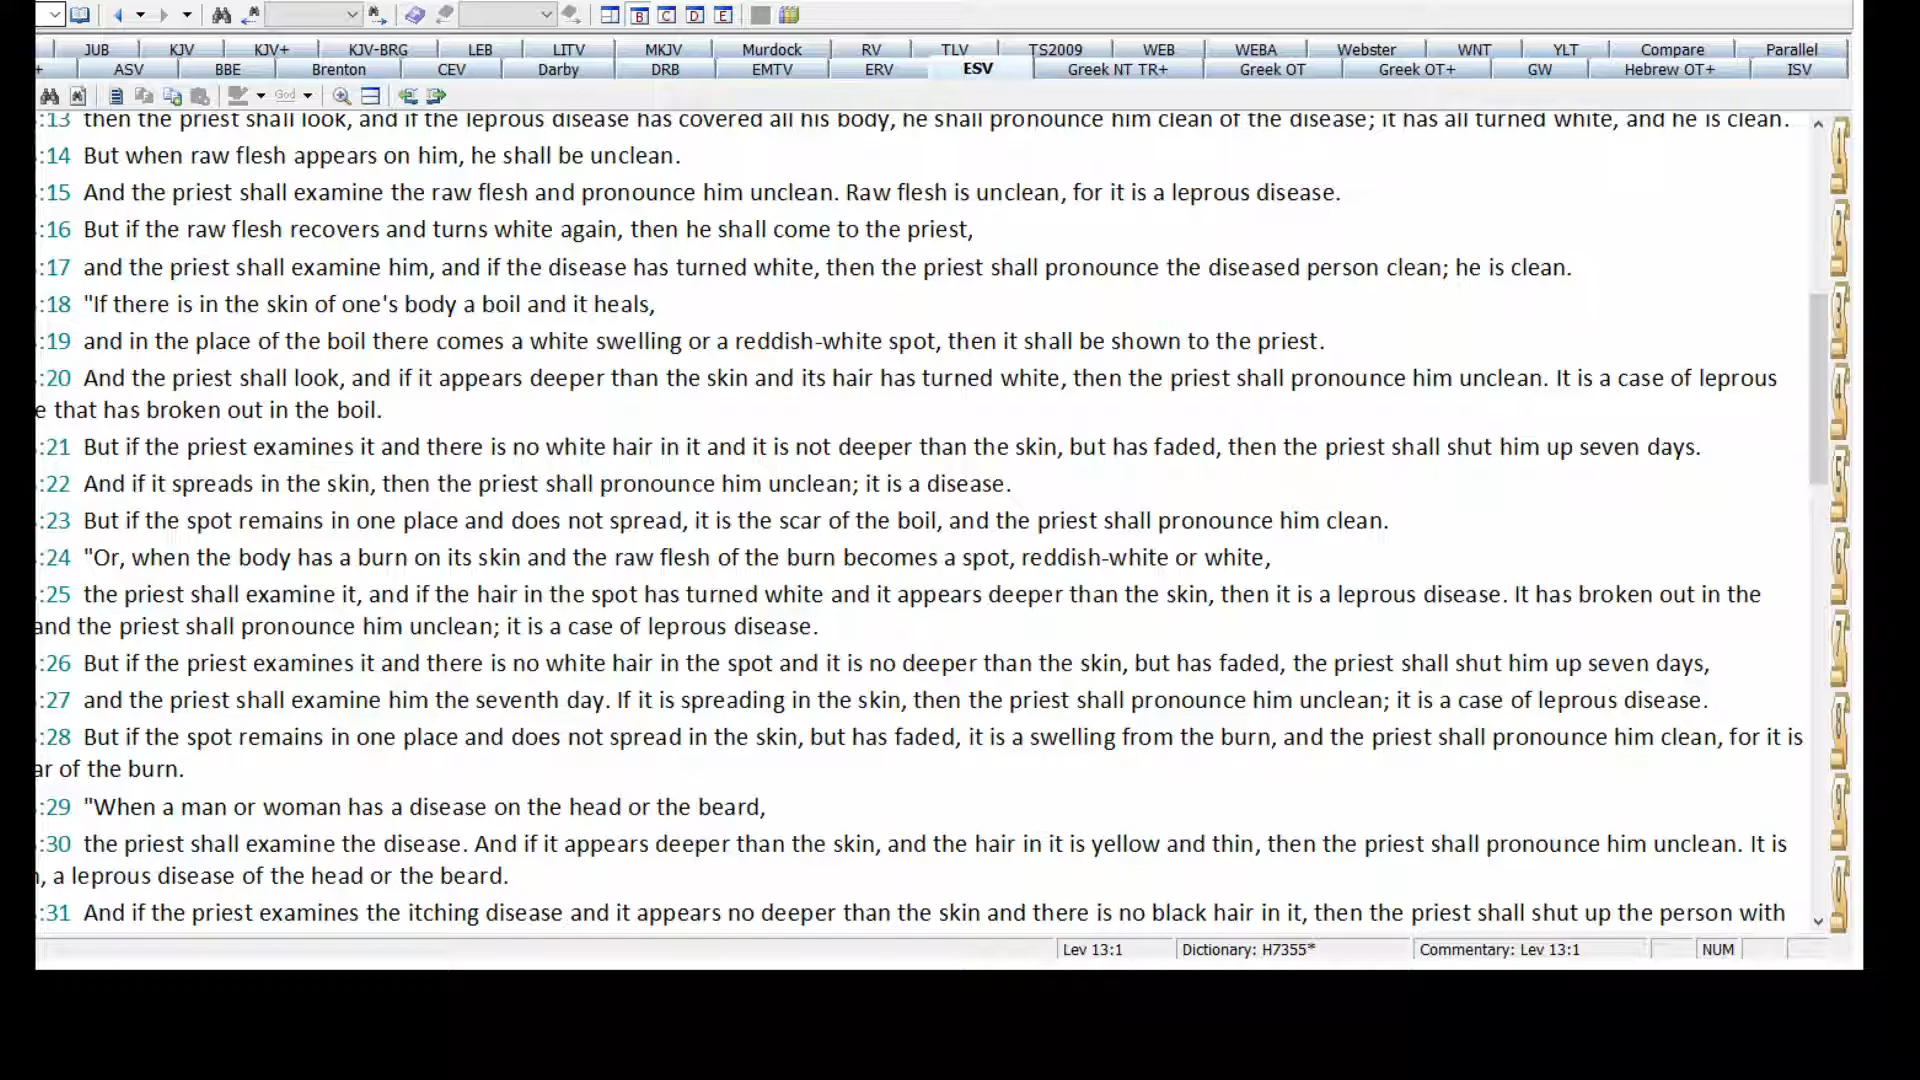 JUB KJV KJV+ KJV-BRG LEB LITV MKJV Murdock RV TLV TS2009 WEB WEBA Webster WNT YLT Compare Parallel
+ ASV BBE Brenton CEV Darby DRB EMTV ERV ESV Greek NT TR+ Greek OT Greek OT+ GW Hebrew OT+ ISV
:13 then the priest shall look, and if the leprous disease has covered all his body, he shall pronounce him clean of the disease; it has all turned white, and he is clean.
:14 But when raw flesh appears on him, he shall be unclean.
:15 And the priest shall examine the raw flesh and pronounce him unclean. Raw flesh is unclean, for it is a leprous disease.
:16 But if the raw flesh recovers and turns white again, then he shall come to the priest,
:17 and the priest shall examine him, and if the disease has turned white, then the priest shall pronounce the diseased person clean; he is clean.
:18 "If there is in the skin of one's body a boil and it heals,
:19 and in the place of the boil there comes a white swelling or a reddish-white spot, then it shall be shown to the priest.
:20 And the priest shall look, and if it appears deeper than the skin and its hair has turned white, then the priest shall pronounce him unclean. It is a case of leprous
e that has broken out in the boil.
:21 But if the priest examines it and there is no white hair in it and it is not deeper than the skin, but has faded, then the priest shall shut him up seven days.
:22 And if it spreads in the skin, then the priest shall pronounce him unclean; it is a disease.
:23 But if the spot remains in one place and does not spread, it is the scar of the boil, and the priest shall pronounce him clean.
:24 "Or, when the body has a burn on its skin and the raw flesh of the burn becomes a spot, reddish-white or white,
:25 the priest shall examine it, and if the hair in the spot has turned white and it appears deeper than the skin, then it is a leprous disease. It has broken out in the
and the priest shall pronounce him unclean; it is a case of leprous disease.
:26 But if the priest examines it and there is no white hair in the spot and it is no deeper than the skin, but has faded, the priest shall shut him up seven days,
:27 and the priest shall examine him the seventh day. If it is spreading in the skin, then the priest shall pronounce him unclean; it is a case of leprous disease.
:28 But if the spot remains in one place and does not spread in the skin, but has faded, it is a swelling from the burn, and the priest shall pronounce him clean, for it is
ar of the burn.
:29 "When a man or woman has a disease on the head or the beard,
:30 the priest shall examine the disease. And if it appears deeper than the skin, and the hair in it is yellow and thin, then the priest shall pronounce him unclean. It is
, a leprous disease of the head or the beard.
:31 And if the priest examines the itching disease and it appears no deeper than the skin and there is no black hair in it, then the priest shall shut up the person with
Lev 13:1 Dictionary: H7355* Commentary: Lev 13:1 NUM